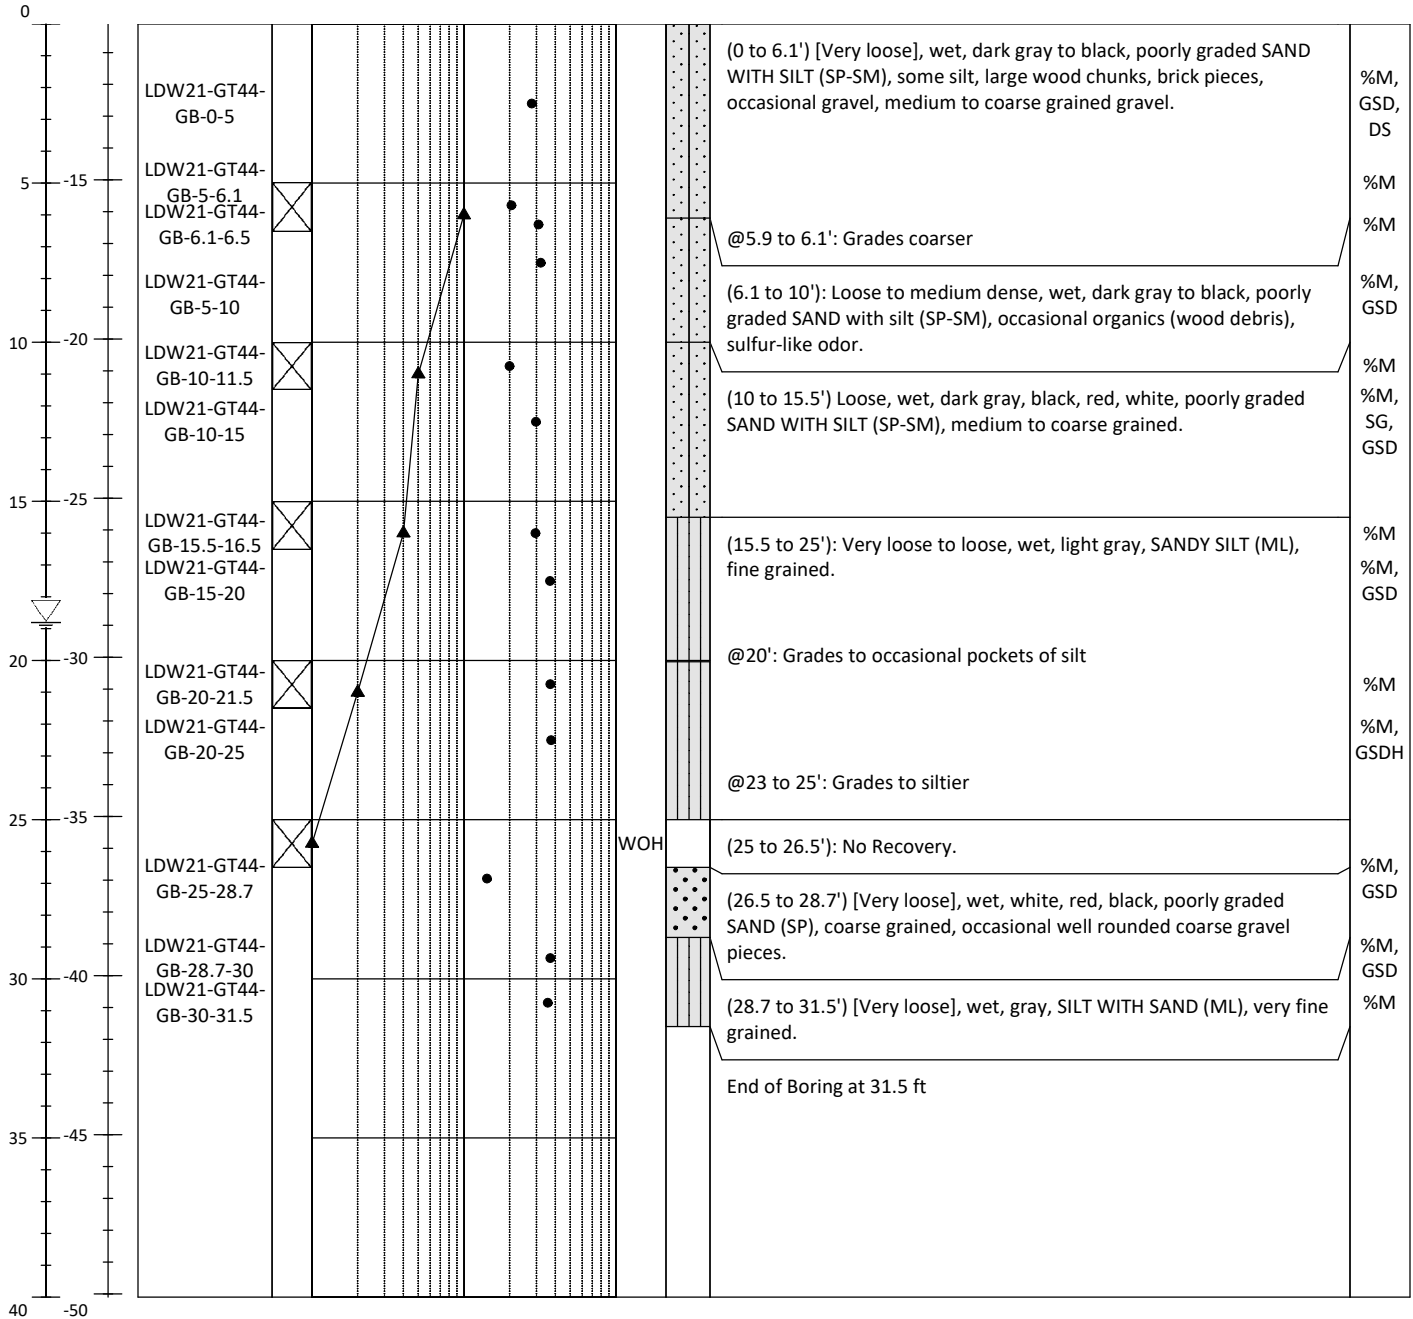 0
5
10
15
20
25
30
35
40
-15
-20
-25
-30
-35
-40
-45
-50
LDW21-GT44-
GB-0-5
LDW21-GT44-
GB-5-6.1
LDW21-GT44-
GB-6.1-6.5
LDW21-GT44-
GB-5-10
LDW21-GT44-
GB-10-11.5
LDW21-GT44-
GB-10-15
LDW21-GT44-
GB-15.5-16.5
LDW21-GT44-
GB-15-20
LDW21-GT44-
GB-20-21.5
LDW21-GT44-
GB-20-25
LDW21-GT44-
GB-25-28.7
LDW21-GT44-
GB-28.7-30
LDW21-GT44-
GB-30-31.5
WOH
(0 to 6.1') [Very loose], wet, dark gray to black, poorly graded SAND
WITH SILT (SP-SM), some silt, large wood chunks, brick pieces,
occasional gravel, medium to coarse grained gravel.
@5.9 to 6.1': Grades coarser
(6.1 to 10'): Loose to medium dense, wet, dark gray to black, poorly
graded SAND with silt (SP-SM), occasional organics (wood debris),
sulfur-like odor.
(10 to 15.5') Loose, wet, dark gray, black, red, white, poorly graded
SAND WITH SILT (SP-SM), medium to coarse grained.
(15.5 to 25'): Very loose to loose, wet, light gray, SANDY SILT (ML),
fine grained.
@20': Grades to occasional pockets of silt
@23 to 25': Grades to siltier
(25 to 26.5'): No Recovery.
(26.5 to 28.7') [Very loose], wet, white, red, black, poorly graded
SAND (SP), coarse grained, occasional well rounded coarse gravel
pieces.
(28.7 to 31.5') [Very loose], wet, gray, SILT WITH SAND (ML), very fine
grained.
End of Boring at 31.5 ft
%M,
GSD,
DS
%M
%M
%M,
GSD
%M
%M,
SG,
GSD
%M
%M,
GSD
%M
%M,
GSDH
%M,
GSD
%M,
GSD
%M